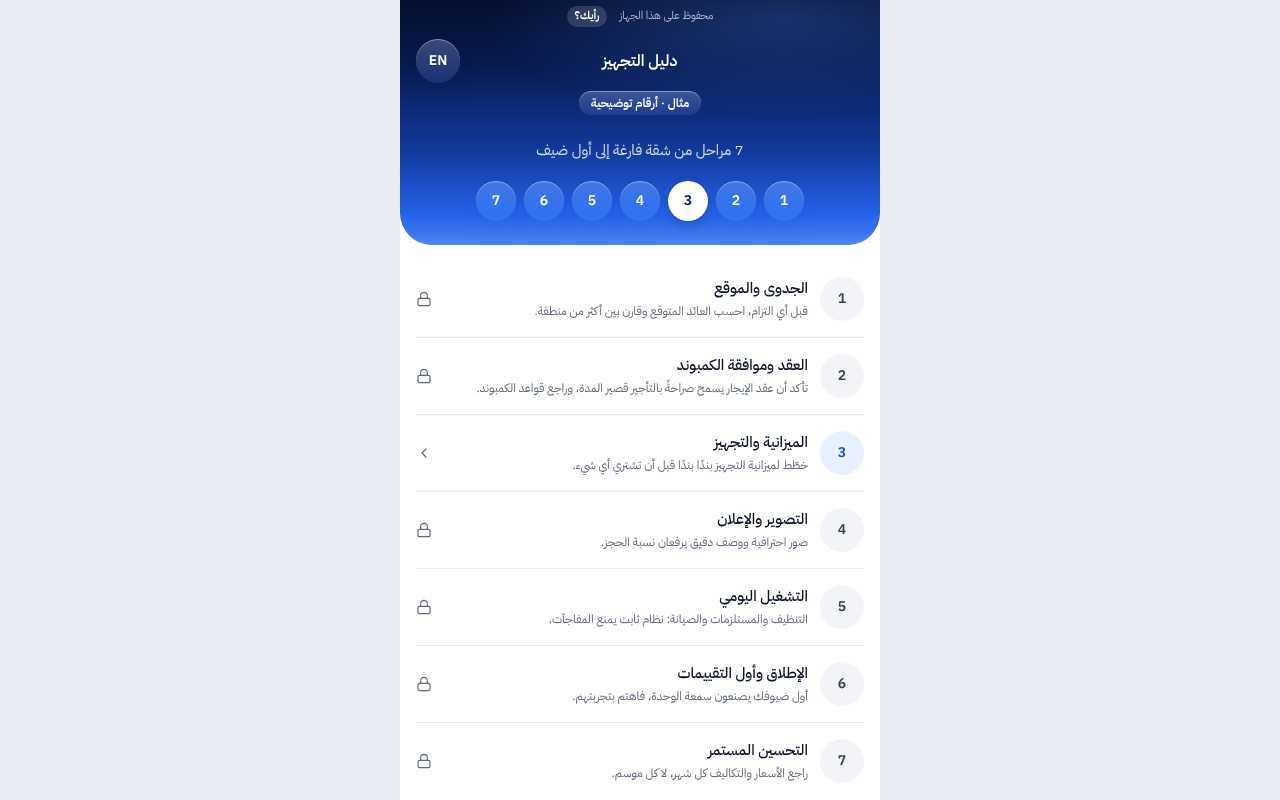 محفوظ على هذا الجهاز رأيك؟
دليل التجهيز EN
مثال · أرقام توضيحية
7 مراحل من شقة فارغة إلى أول ضيف
1 2 3 4 5 6 7
1 الجدوى والموقع
قبل أي التزام، احسب العائد المتوقع وقارن بين أكثر من منطقة.
2 العقد وموافقة الكمبوند
تأكد أن عقد الإيجار يسمح صراحةً بالتأجير قصير المدة، وراجع قواعد الكمبوند.
3 الميزانية والتجهيز
خطّط لميزانية التجهيز بندًا بندًا قبل أن تشتري أي شيء.
4 التصوير والإعلان
صور احترافية ووصف دقيق يرفعان نسبة الحجز.
5 التشغيل اليومي
التنظيف والمستلزمات والصيانة: نظام ثابت يمنع المفاجآت.
6 الإطلاق وأول التقييمات
أول ضيوفك يصنعون سمعة الوحدة، فاهتم بتجربتهم.
7 التحسين المستمر
راجع الأسعار والتكاليف كل شهر، لا كل موسم.